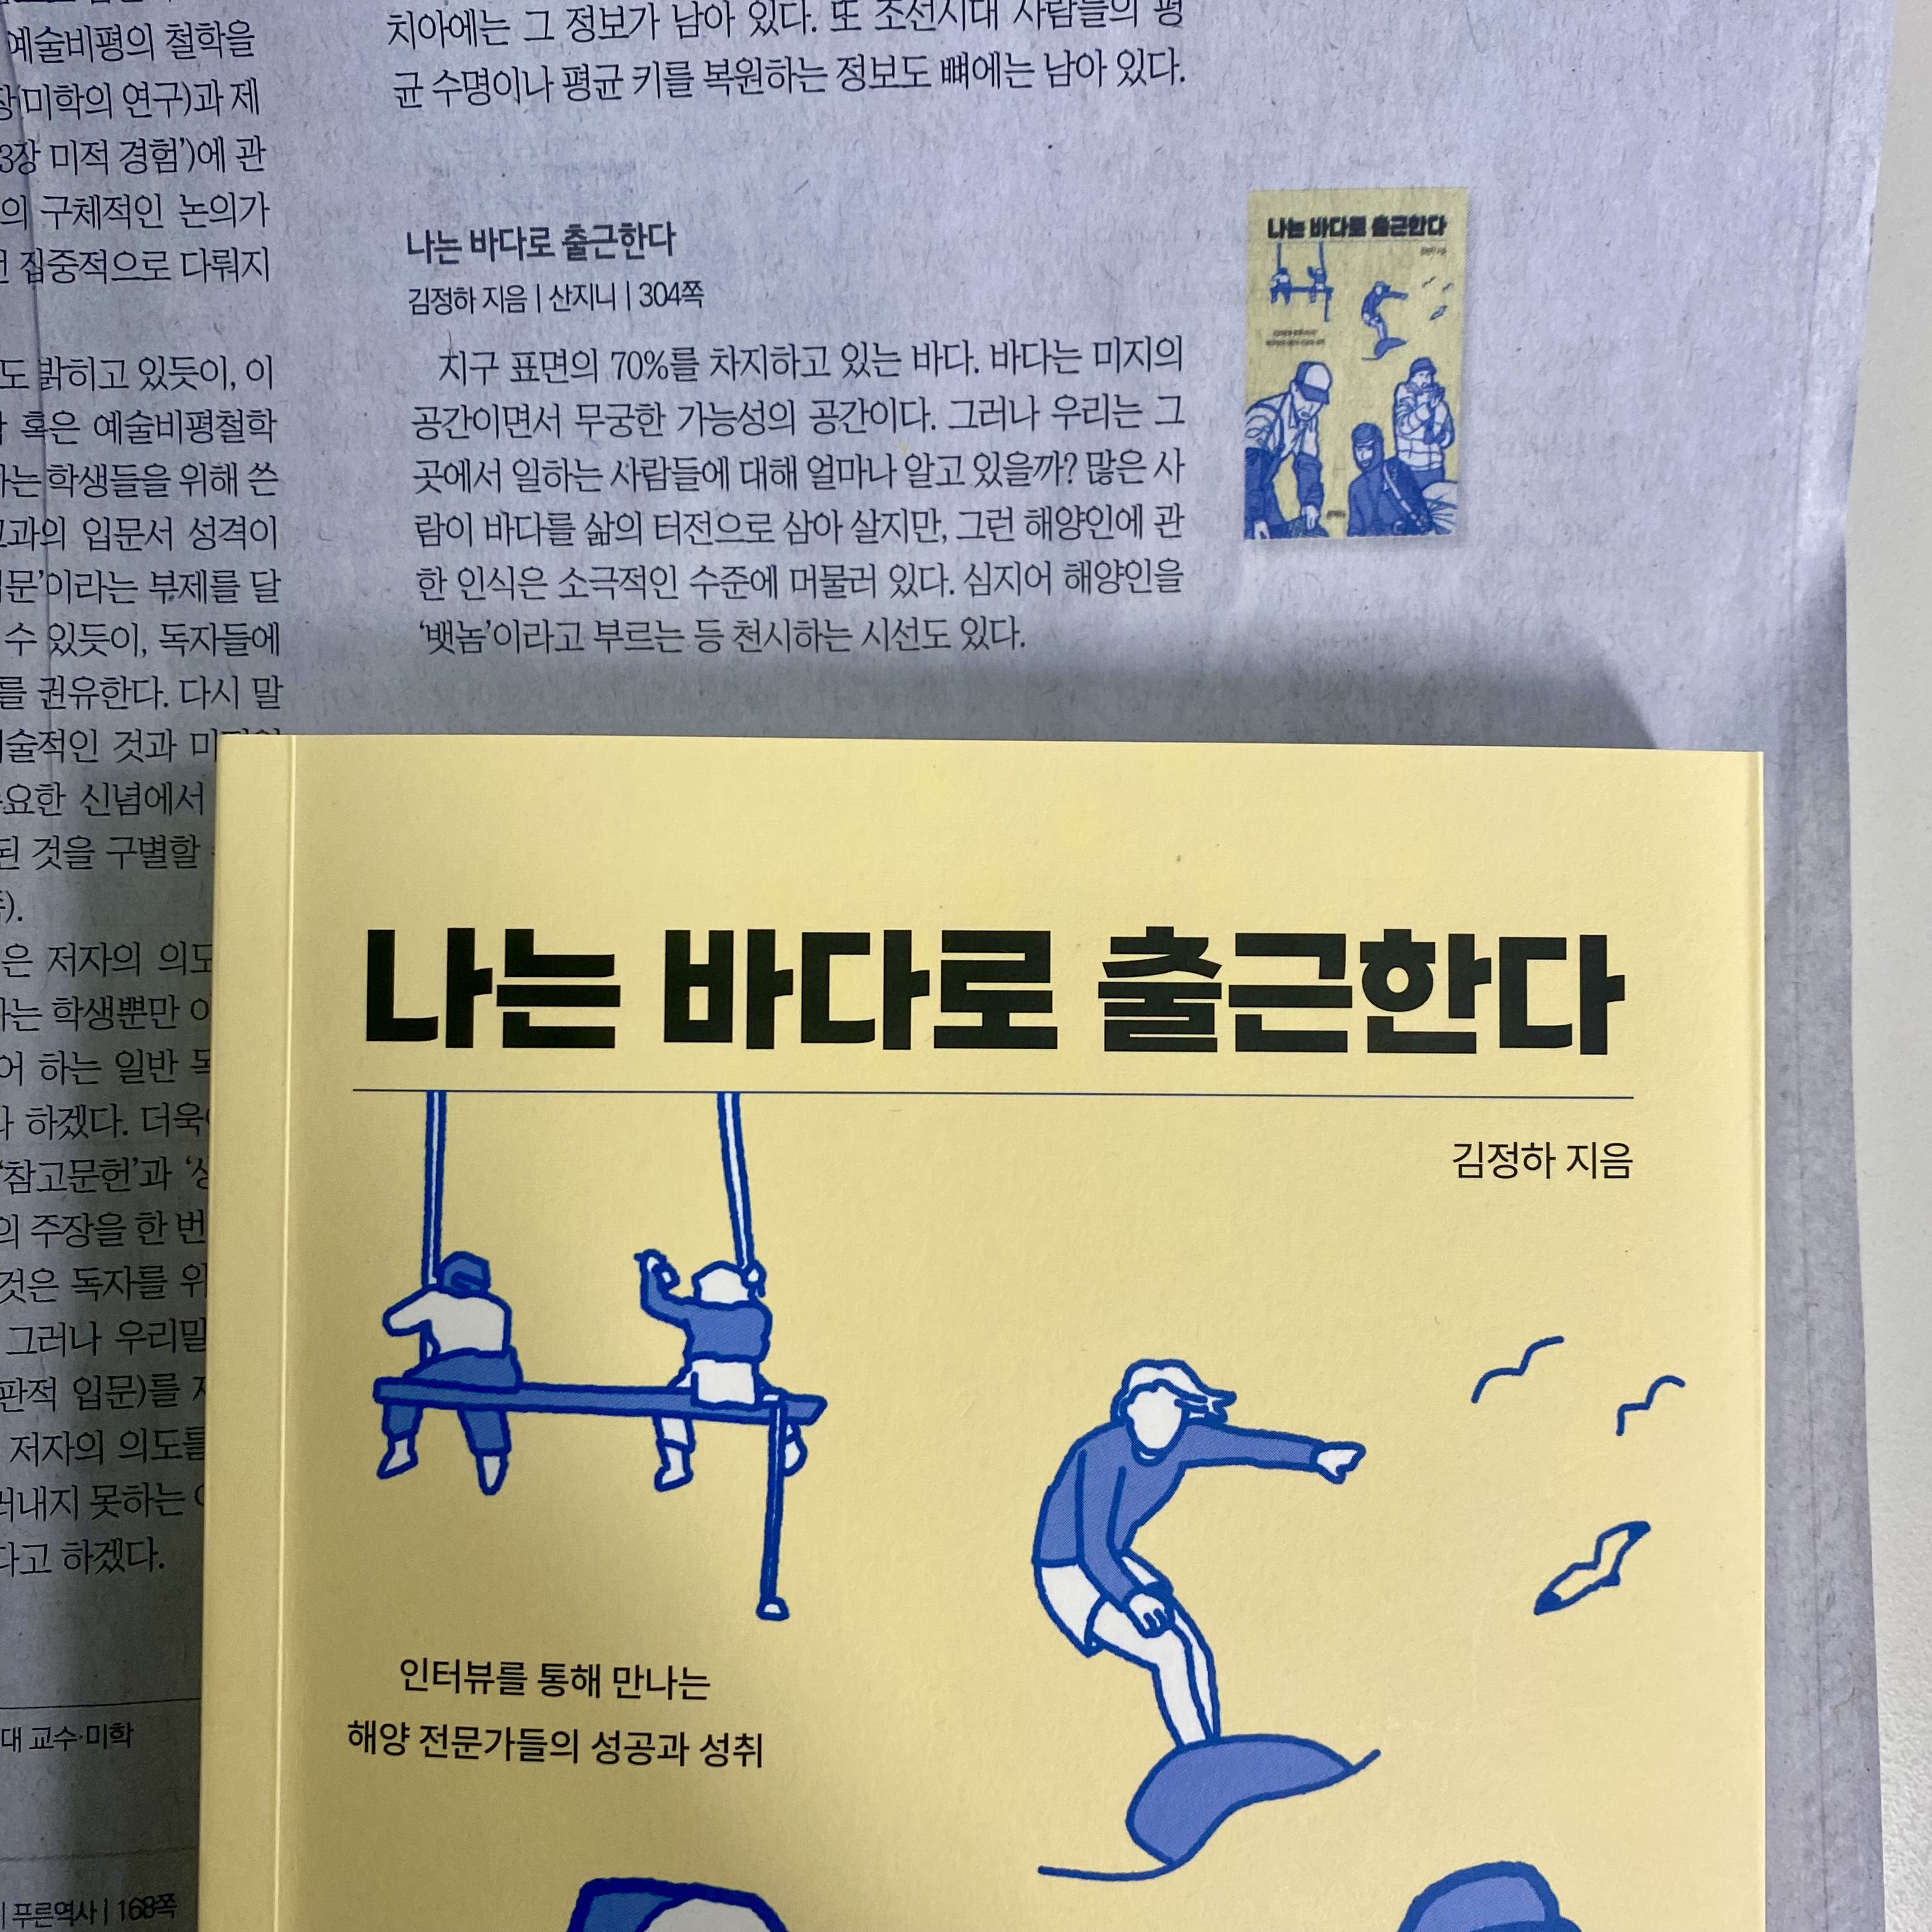 예술비평의 철학을
미학의 연구)과 제
3장 미적 경험')에 관
의 구체적인 논의가
집중적으로 다뤄지
도 밝히고 있듯이, 이
혹은 예술비평철학
는 학생들을 위해 쓴
과의 입문서 성격이
문'이라는 부제를 달
수 있듯이, 독자들에
를 권유한다. 다시 말
술적인 것과
요한 신념에서
된 것을 구별할
은 저자의 의도
는 학생뿐만
어 하는 일반
하겠다. 더욱
'참고문헌'과
의 주장을 한 번
것은 독자를 위
그러나 우리말
판적 입문)를
저자의 의도를
러내지 못하는
다고 하겠다.
대 교수·미학
| 푸른역사 | 168쪽
치아에는 그 정보가 남아 있다. 또 조선시대 사람들의 평
균 수명이나 평균 키를 복원하는 정보도 뼈에는 남아 있다.
나는 바다로 출근한다
김정하 지음 | 산지니 | 304쪽
지구 표면의 70%를 차지하고 있는 바다. 바다는 미지의
공간이면서 무궁한 가능성의 공간이다. 그러나 우리는 그
곳에서 일하는 사람들에 대해 얼마나 알고 있을까? 많은 사
람이 바다를 삶의 터전으로 삼아 살지만, 그런 해양인에 관
한 인식은 소극적인 수준에 머물러 있다. 심지어 해양인을
'뱃놈'이라고 부르는 등 천시하는 시선도 있다.
나는 바다로 출근한다
나는 바다로 출근한다
김정하 지음
인터뷰를 통해 만나는
해양 전문가들의 성공과 성취